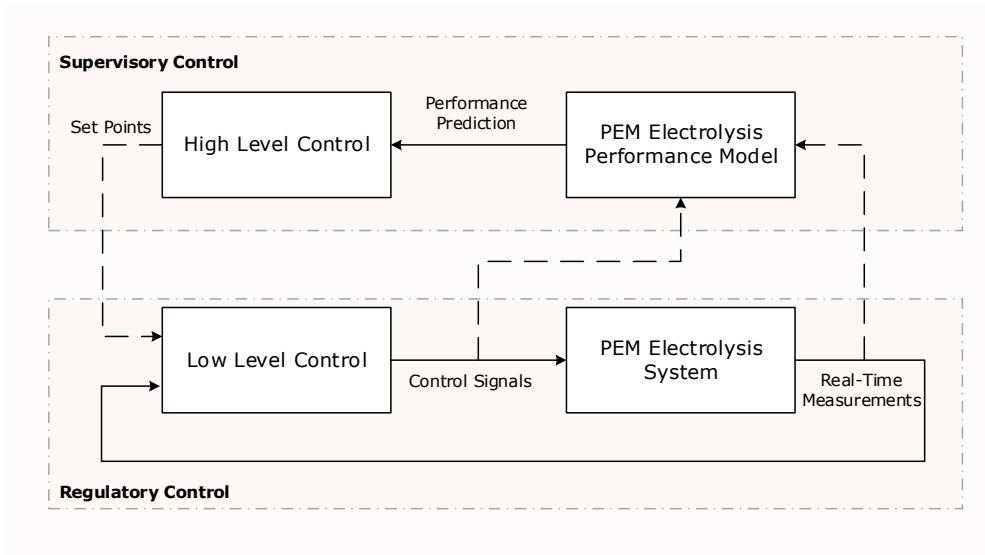 Supervisory Control
Set Points
High Level Control
Performance
Prediction
PEM Electrolysis
Performance Model
Low Level Control
Control Signals
PEM Electrolysis
System
Real-Time
Measurements
Regulatory Control